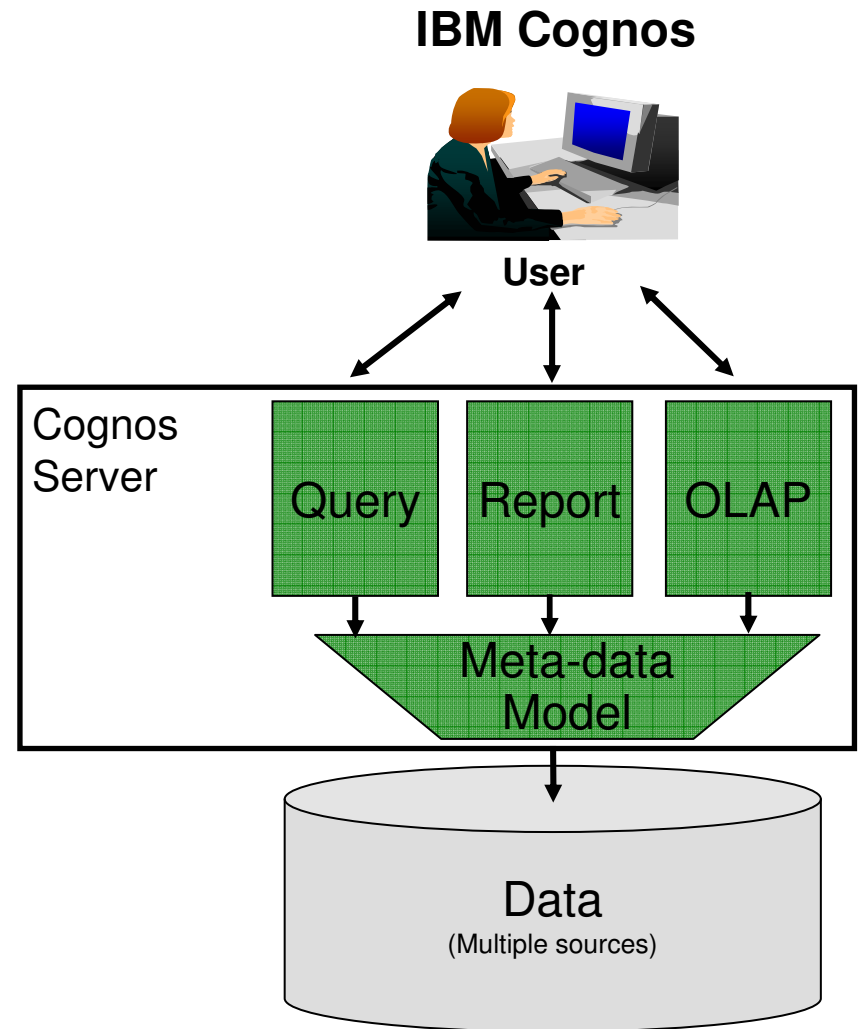 IBM Cognos
User
Cognos
Server
Query
Report
OLAP
Meta-data
Model
Data
(Multiple sources)